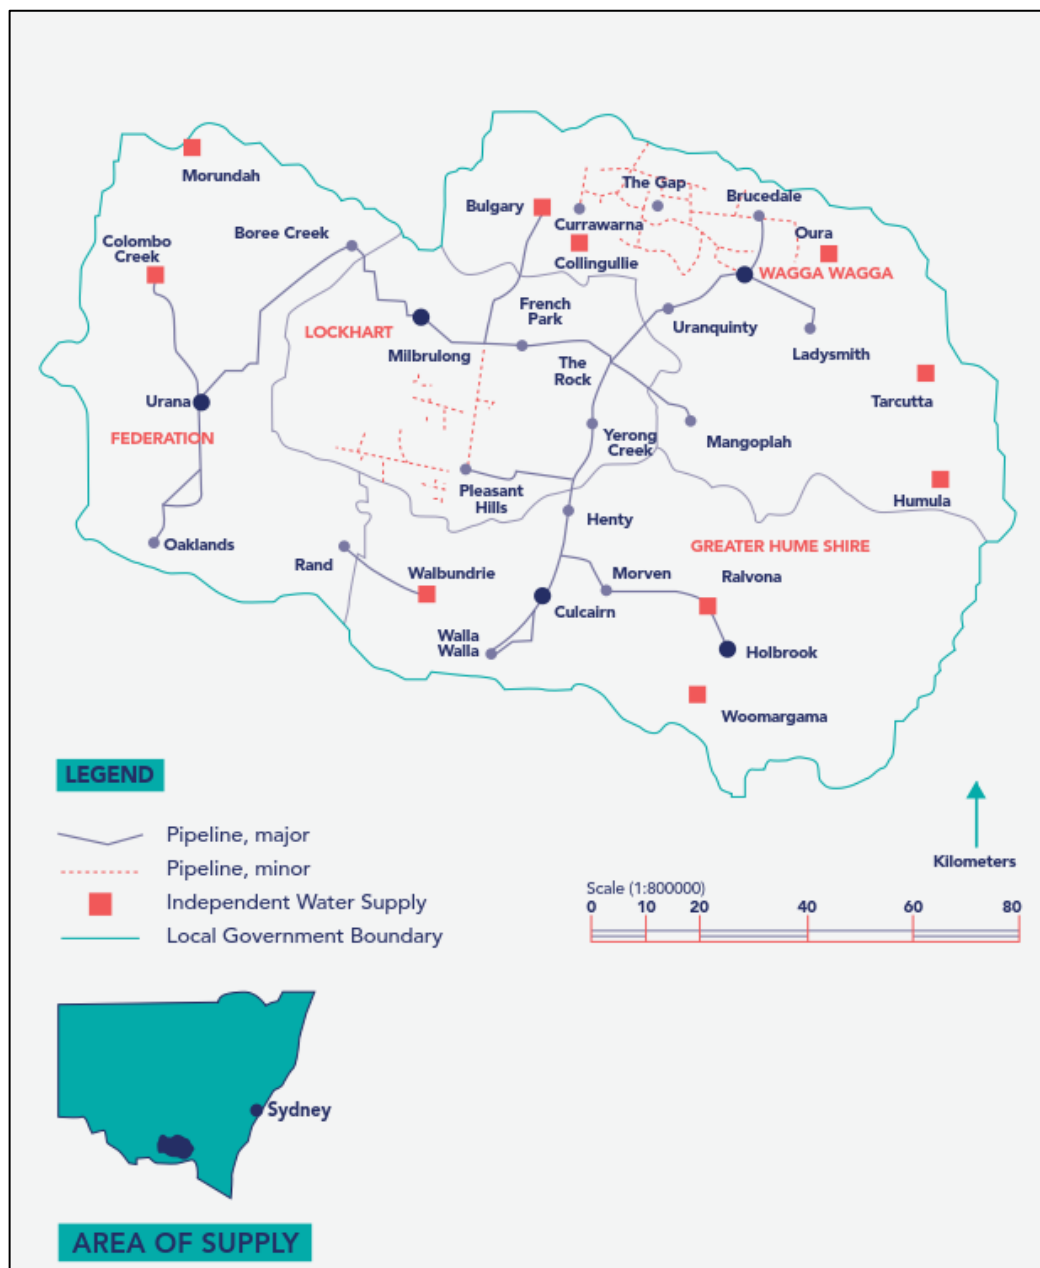 Morundah
The Gap
Bulgary
Brucedale
Currawarna
Boree Creek
Oura
Colombo
Creek
Collingullie
WAGGA WAGGA
French
Park
LOCKHART
Uranquinty
Milbrulong
Ladysmith
The
Rock
Urana
Tarcutta
FEDERATION
Yerong
Creek
Mangoplah
Pleasant
Hills
Humula
Henty
Oaklands
GREATER HUME SHIRE
Rand
Walbundrie
Morven
Ralvona
Culcairn
Walla
Walla
Holbrook
Woomargama
LEGEND
Pipeline, major
Pipeline, minor
Independent Water Supply
Local Government Boundary
Kilometers
Scale (1:800000)
0 10 20 40 60 80
Sydney
AREA OF SUPPLY